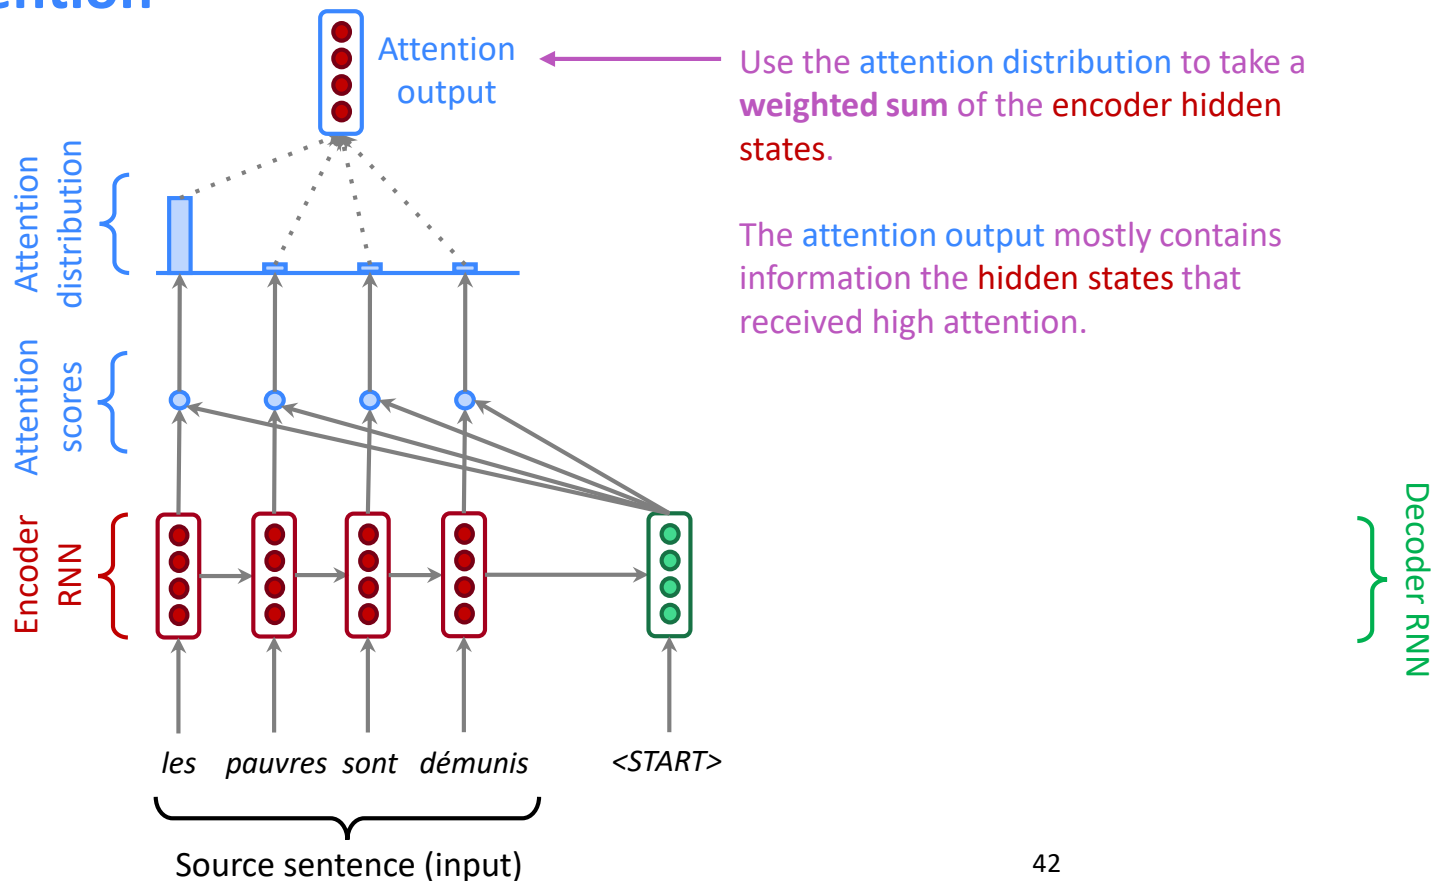 Attention
output
Use the attention distribution to take a
weighted sum of the encoder hidden
states.
The attention output mostly contains
information the hidden states that
received high attention.
Attention
distribution
Attention
scores
Encoder
RNN
Decoder RNN
les pauvres sont démunis <START>
Source sentence (input)
42